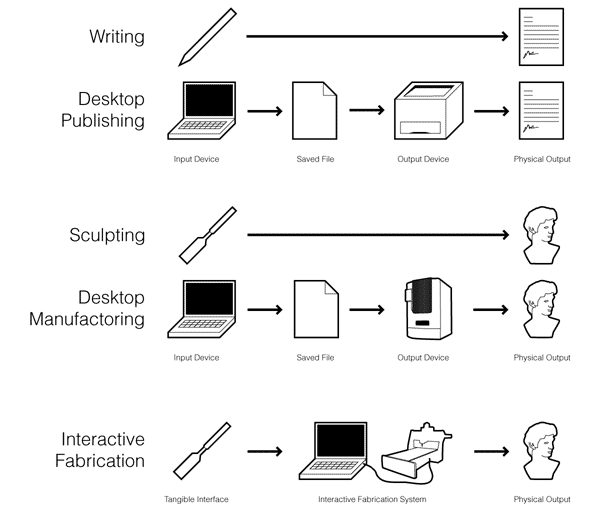 Writing
Desktop
Publishing
Input Device Saved File Output Device Physical Output
Sculpting
Desktop
Manufactoring
Input Device Saved File Output Device Physical Output
Interactive
Fabrication
Tangible Interface Interactive Fabrication System Physical Output